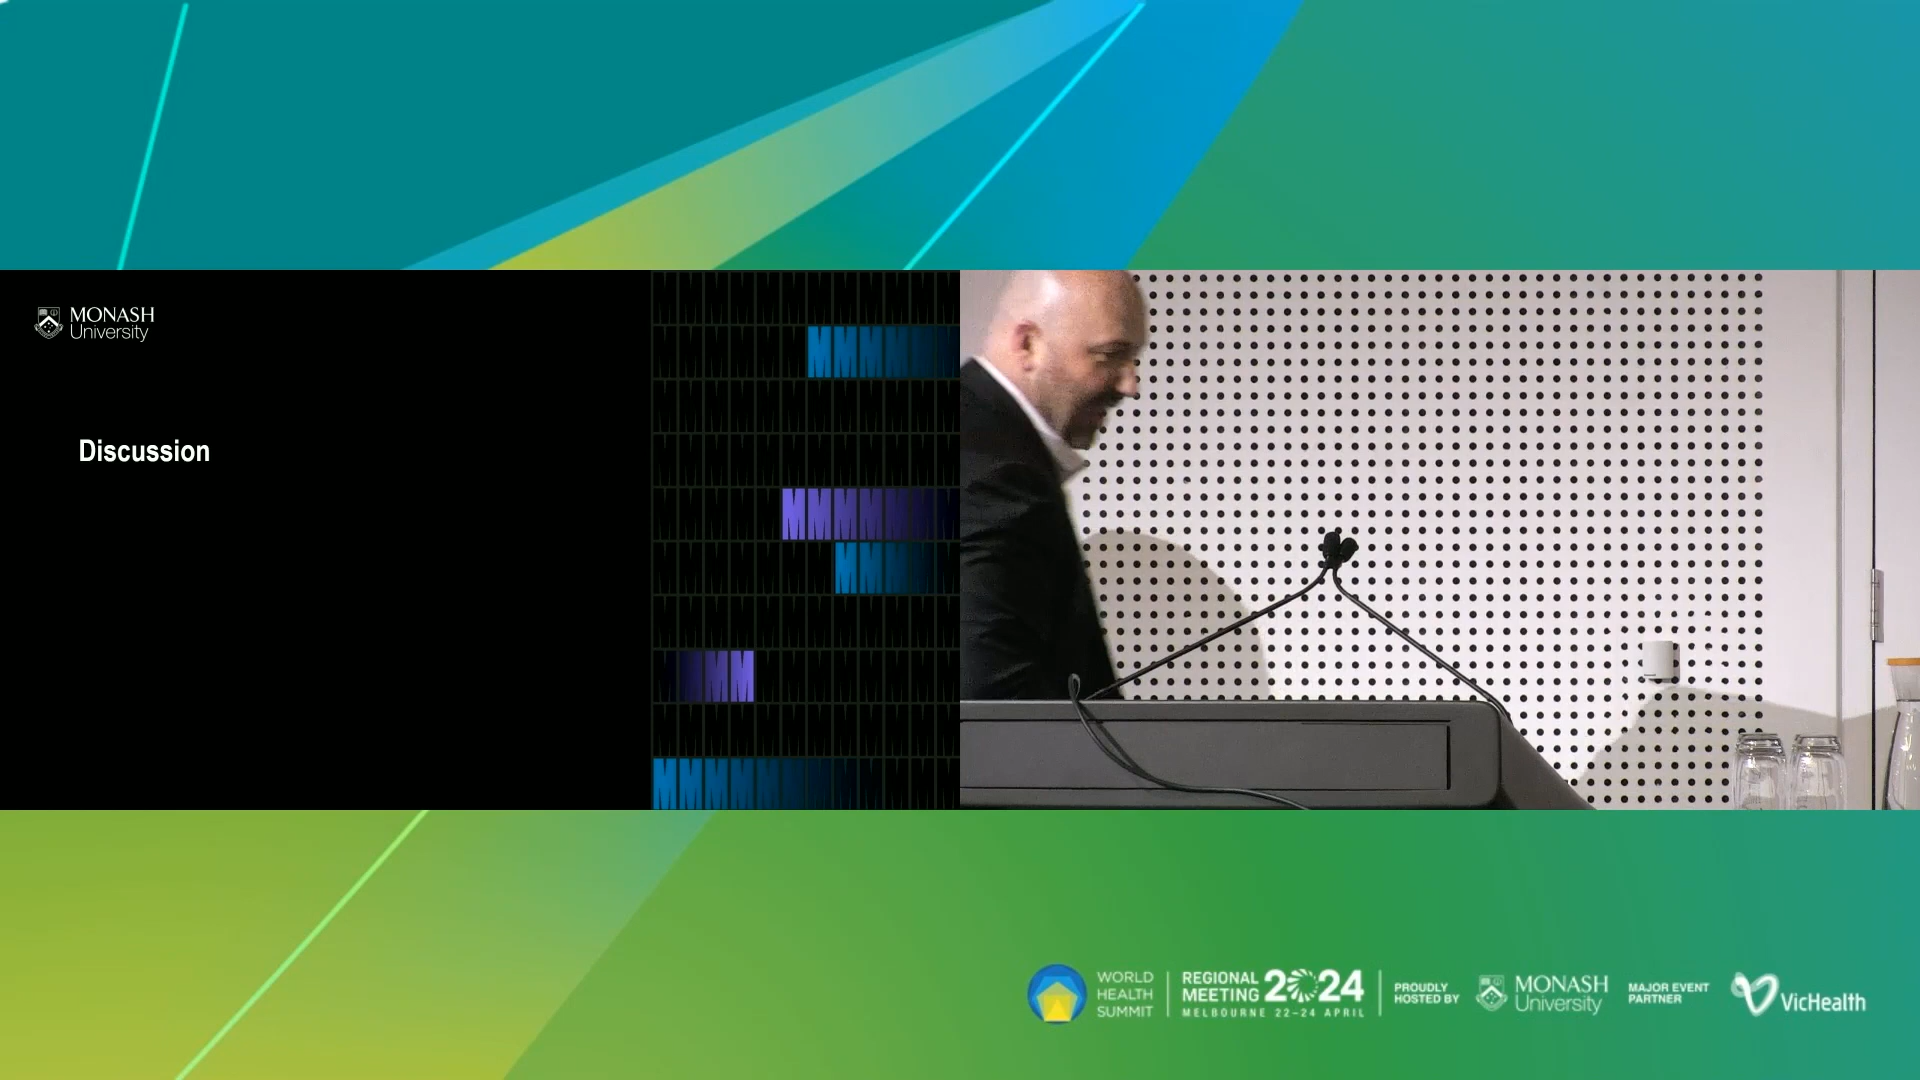 MONASH
University
Discussion
WORLD
HEALTH
SUMMIT
REGIONAL
MEETING 2024
MELBOURNE 22–24 APRIL
PROUDLY
HOSTED BY
MONASH
University
MAJOR EVENT
PARTNER
VicHealth